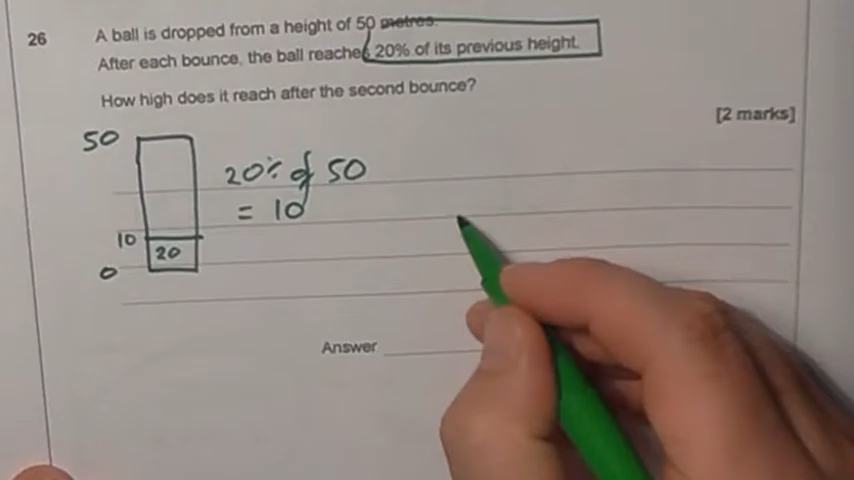 26 A ball is dropped from a height of 50 metres.
After each bounce, the ball reaches 20% of its previous height.
How high does it reach after the second bounce?
[2 marks]
50
20% of 50
= 10
10
20
0
Answer